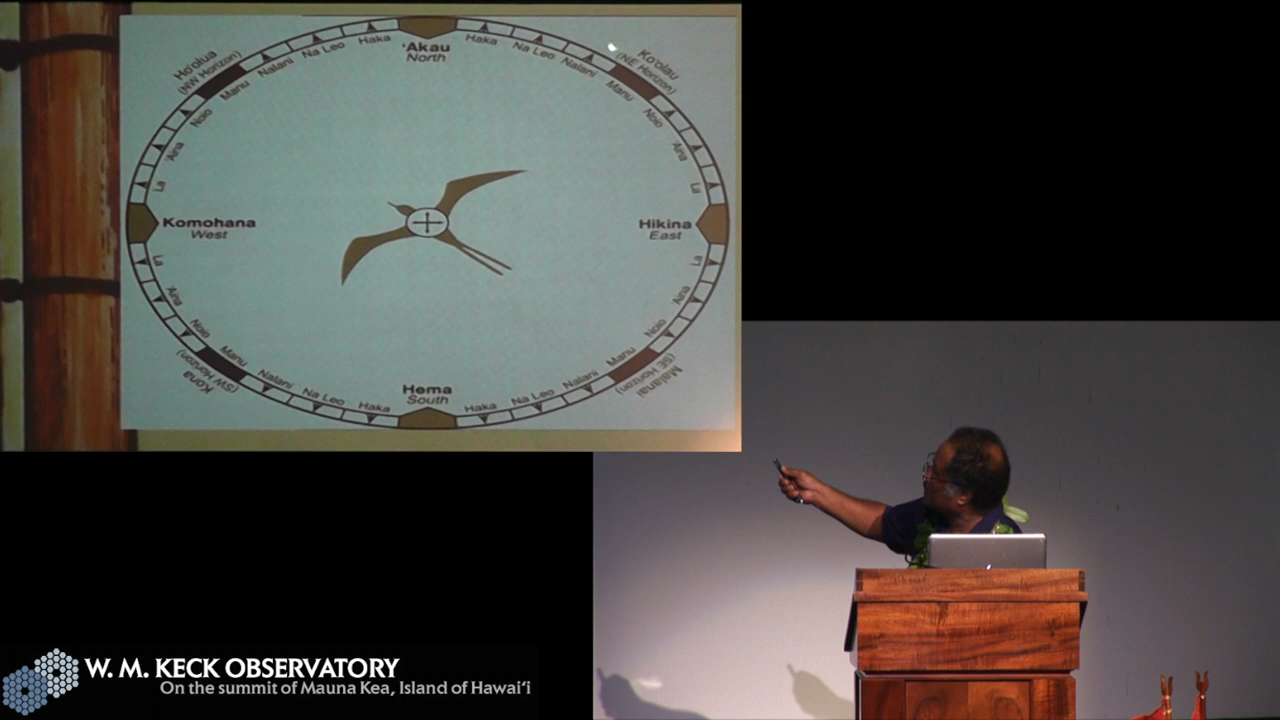 'Akau
North
Haka
Na Leo
Nalani
Manu
Ko'olau
(NE Horizon)
Noio
'Aina
La
Hikina
East
La
'Aina
Noio
Manu
Malanai
(SE Horizon)
Nalani
Na Leo
Haka
Hema
South
Haka
Na Leo
Nalani
Manu
Kona
(SW Horizon)
Noio
'Aina
La
Komohana
West
La
'Aina
Noio
Manu
Ho'olua
(NW Horizon)
Nalani
Na Leo
Haka
W. M. KECK OBSERVATORY
On the summit of Mauna Kea, Island of Hawai'i